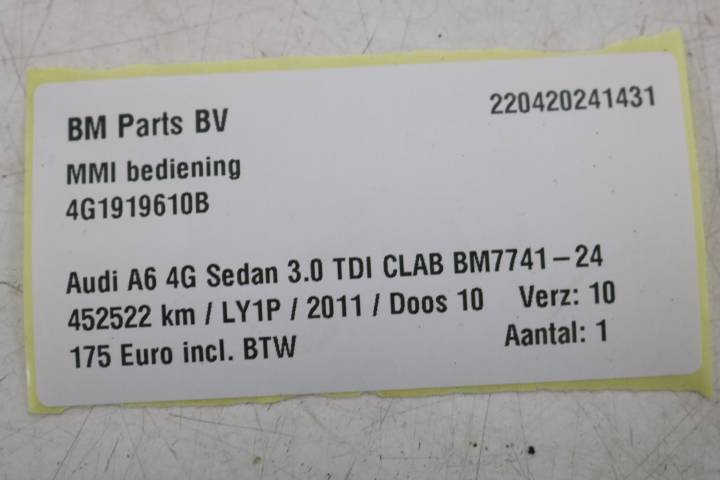 BM Parts BV 220420241431
MMI bediening
4G1919610B
Audi A6 4G Sedan 3.0 TDI CLAB BM7741-24
452522 km / LY1P / 2011 / Doos 10 Verz: 10
175 Euro incl. BTW Aantal: 1